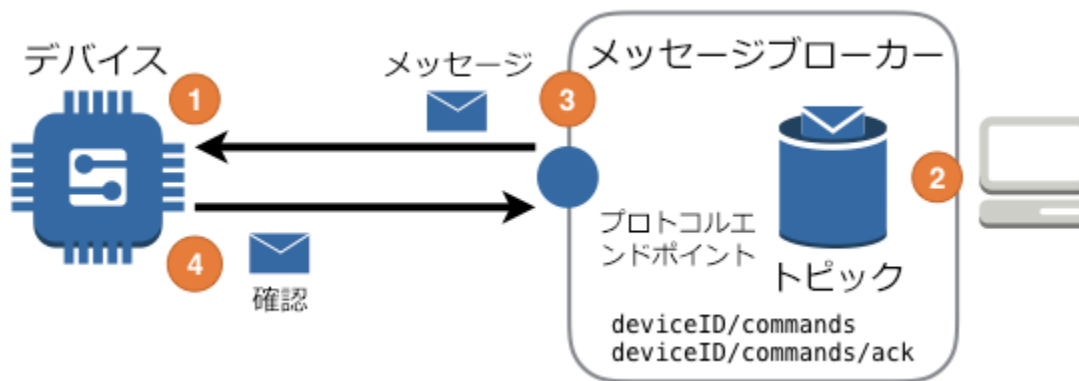 デバイス
1
メッセージ
3
メッセージブローカー
2
プロトコルエ
ンドポイント
トピック
4
確認
deviceID/commands
deviceID/commands/ack